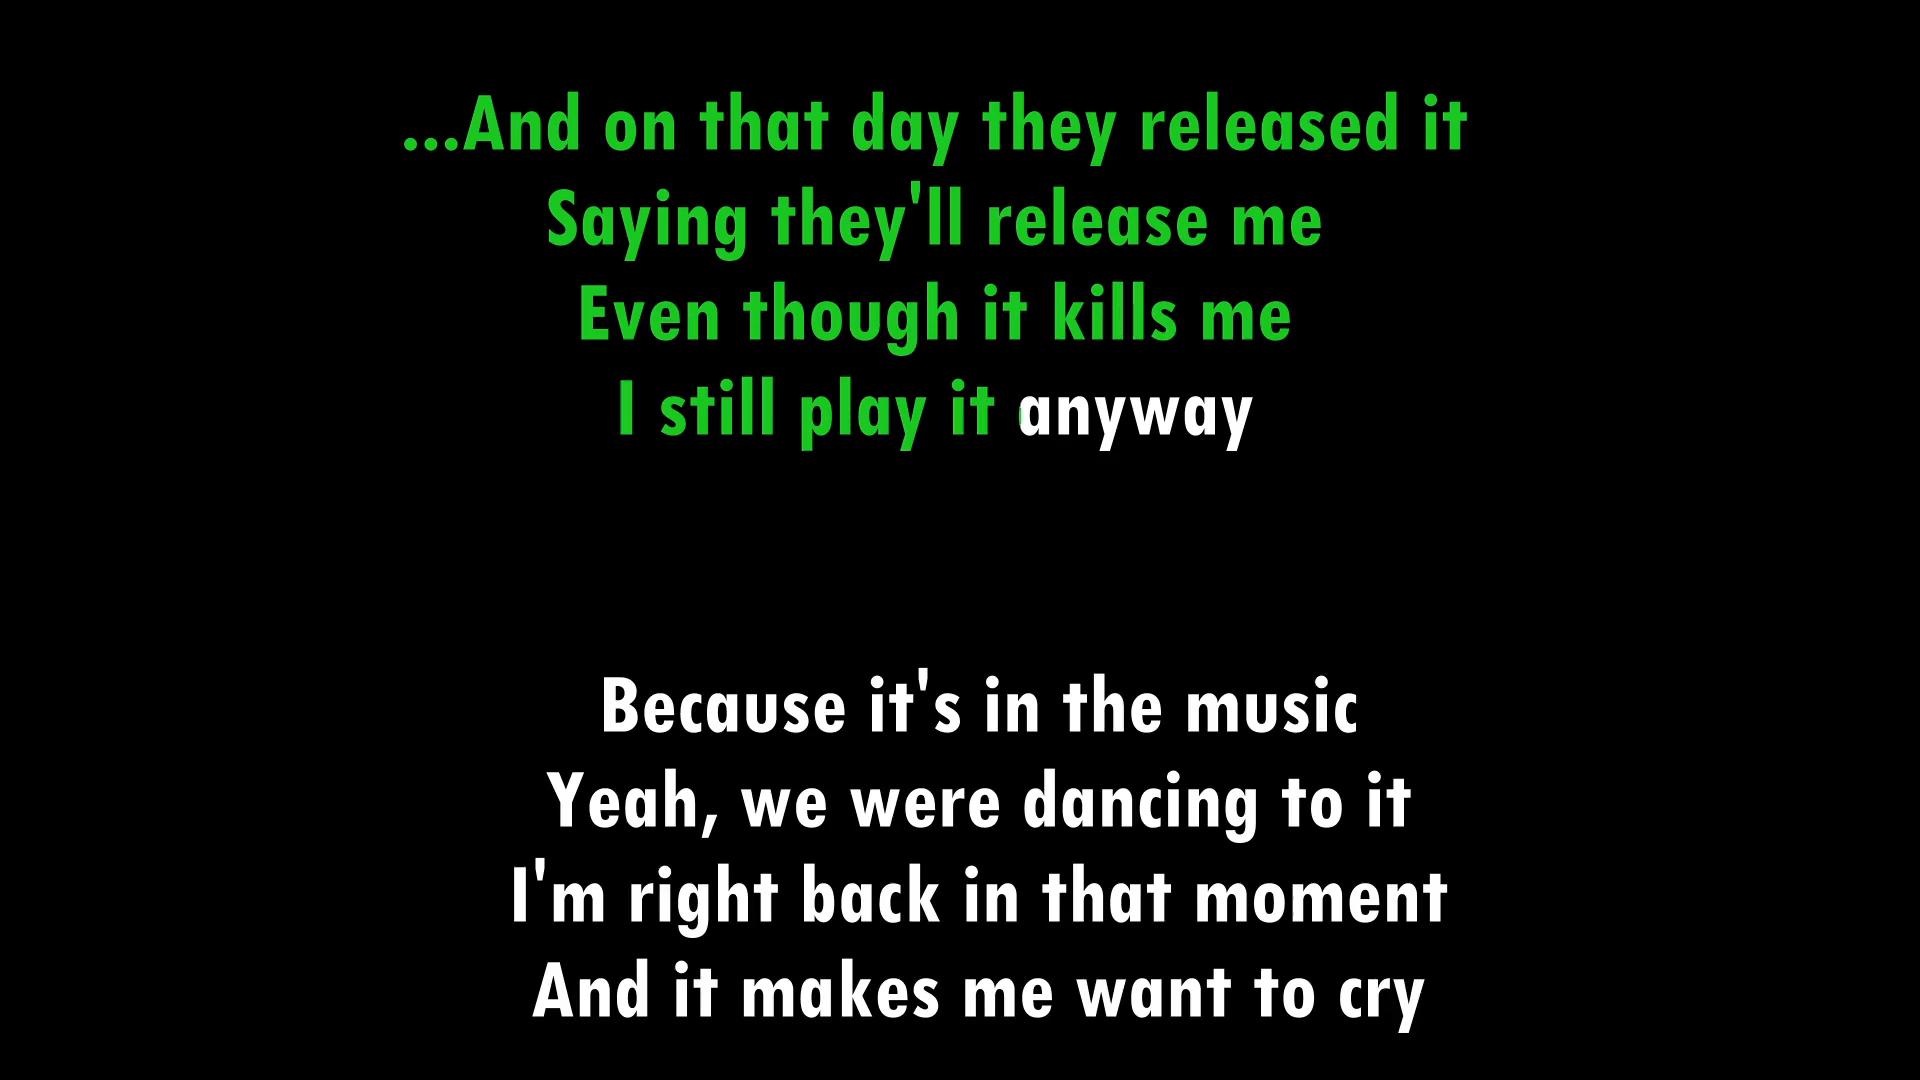 ...And on that day they released it
Saying they'll release me
Even though it kills me
I still play it anyway
Because it's in the music
Yeah, we were dancing to it
I'm right back in that moment
And it makes me want to cry